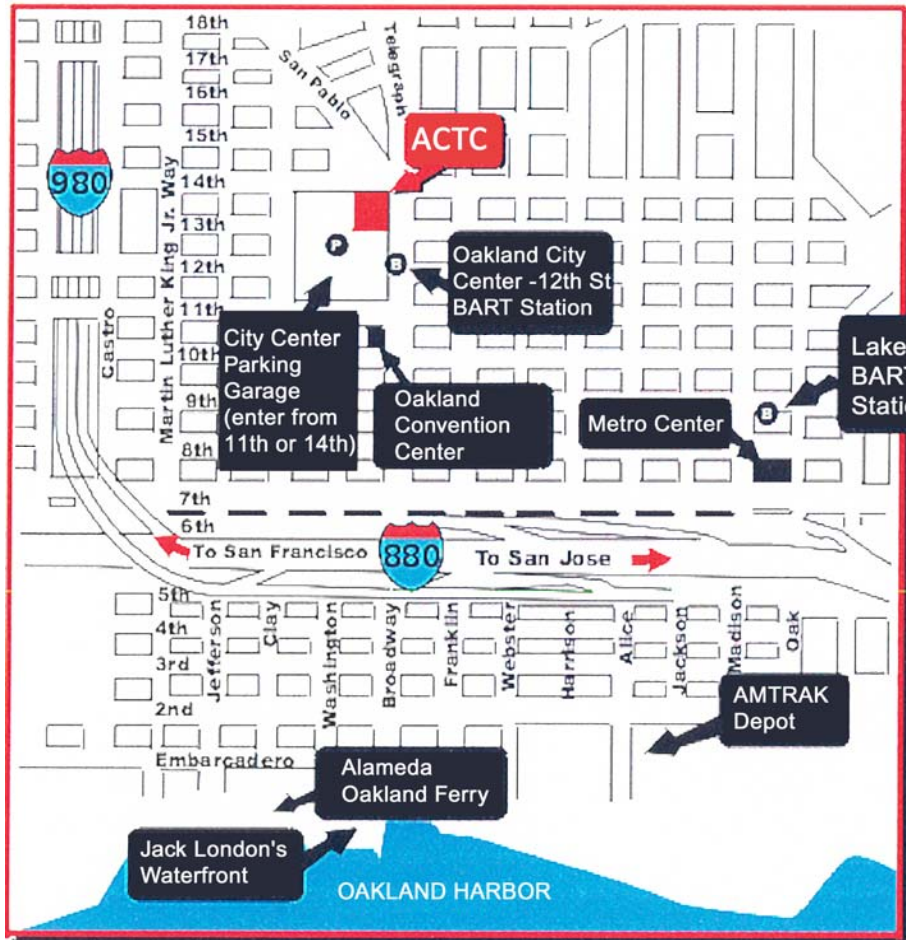 18th
17th
16th
15th
14th
13th
12th
11th
10th
9th
8th
7th
6th
5th
4th
3rd
2nd
Embarcadero
San Pablo
Telegraph
ACTC
980
Martin Luther King Jr. Way
Castro
P
B
Oakland City
Center -12th St
BART Station
City Center
Parking
Garage
(enter from
11th or 14th)
Oakland
Convention
Center
Metro Center
B
Lake
BART
Static
To San Francisco
880
To San Jose
Jefferson
Clay
Washington
Broadway
Franklin
Webster
Harrison
Alice
Jackson
Madison
Oak
AMTRAK
Depot
Alameda
Oakland Ferry
Jack London's
Waterfront
OAKLAND HARBOR